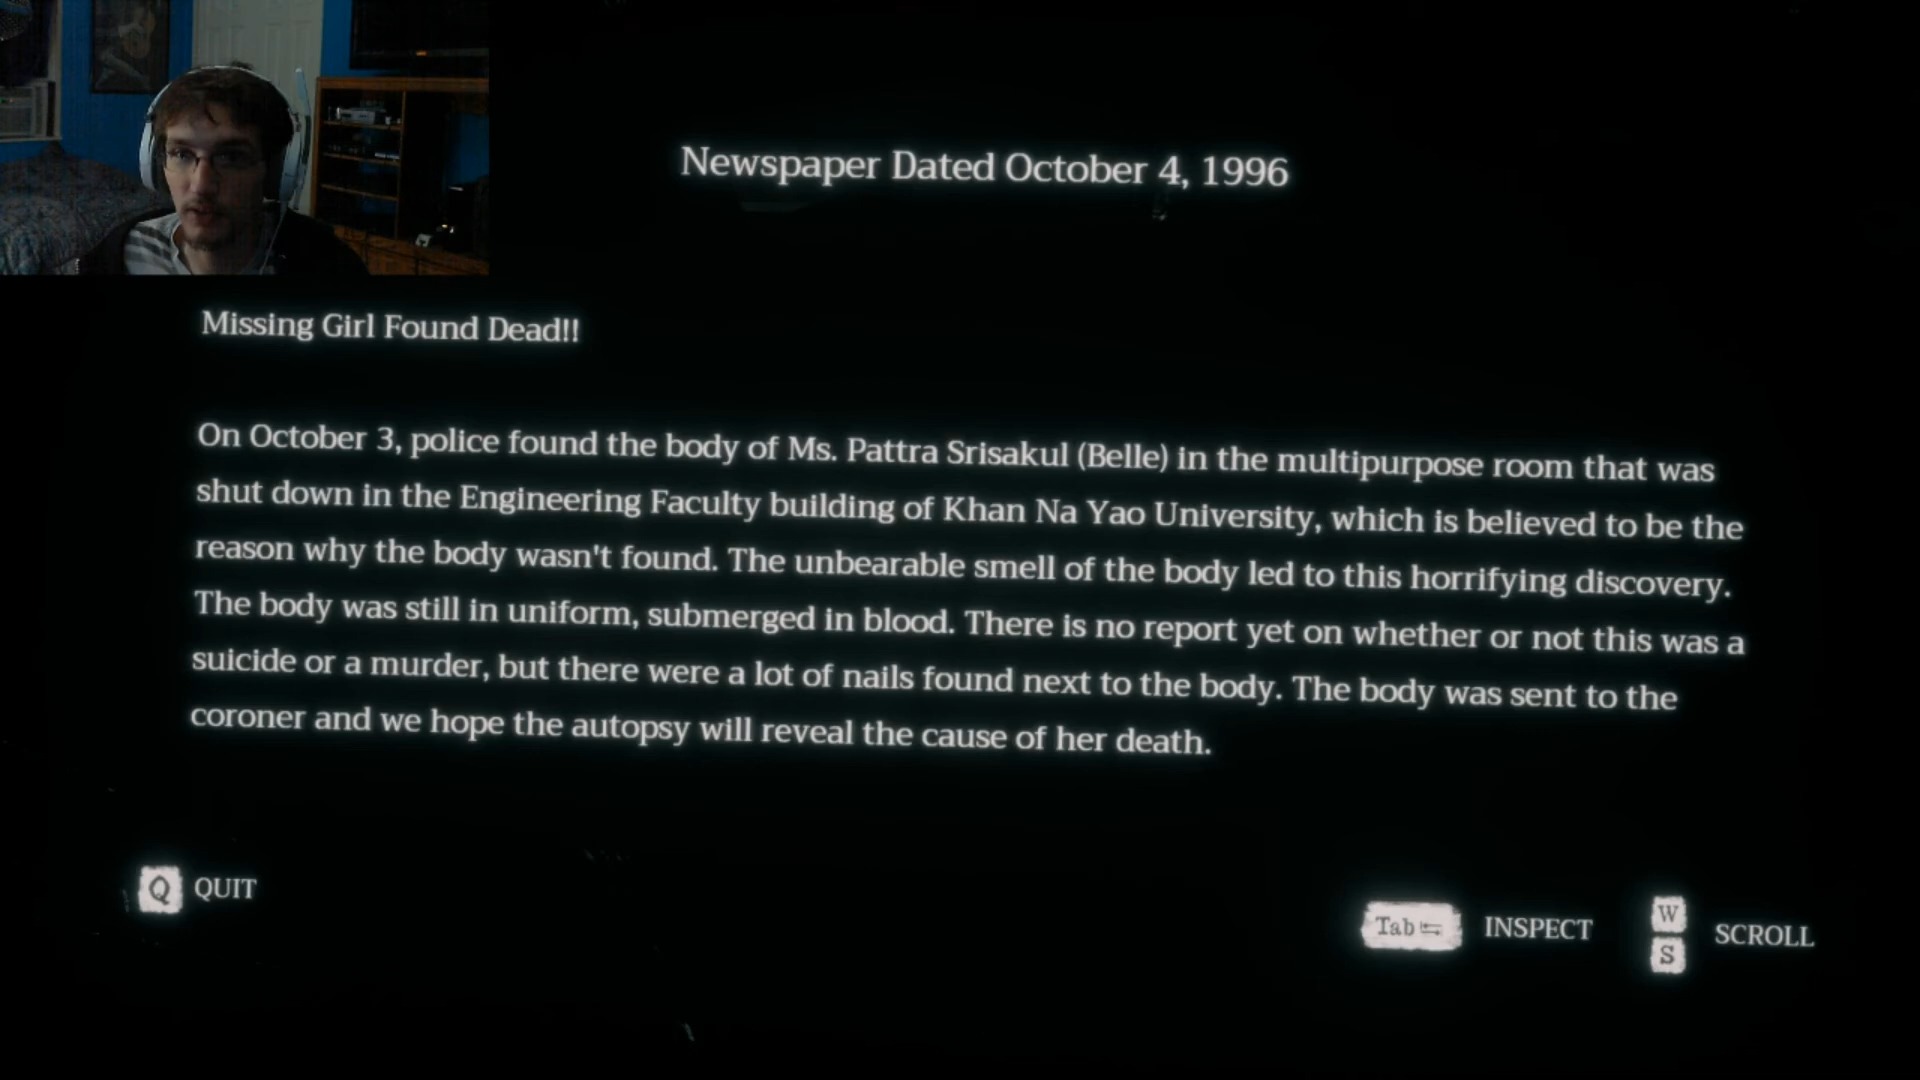 Newspaper Dated October 4, 1996
Missing Girl Found Dead!!
On October 3, police found the body of Ms. Pattra Srisakul (Belle) in the multipurpose room that was
shut down in the Engineering Faculty building of Khan Na Yao University, which is believed to be the
reason why the body wasn't found. The unbearable smell of the body led to this horrifying discovery.
The body was still in uniform, submerged in blood. There is no report yet on whether or not this was a
suicide or a murder, but there were a lot of nails found next to the body. The body was sent to the
coroner and we hope the autopsy will reveal the cause of her death.
Q QUIT
Tab INSPECT
W
S
SCROLL